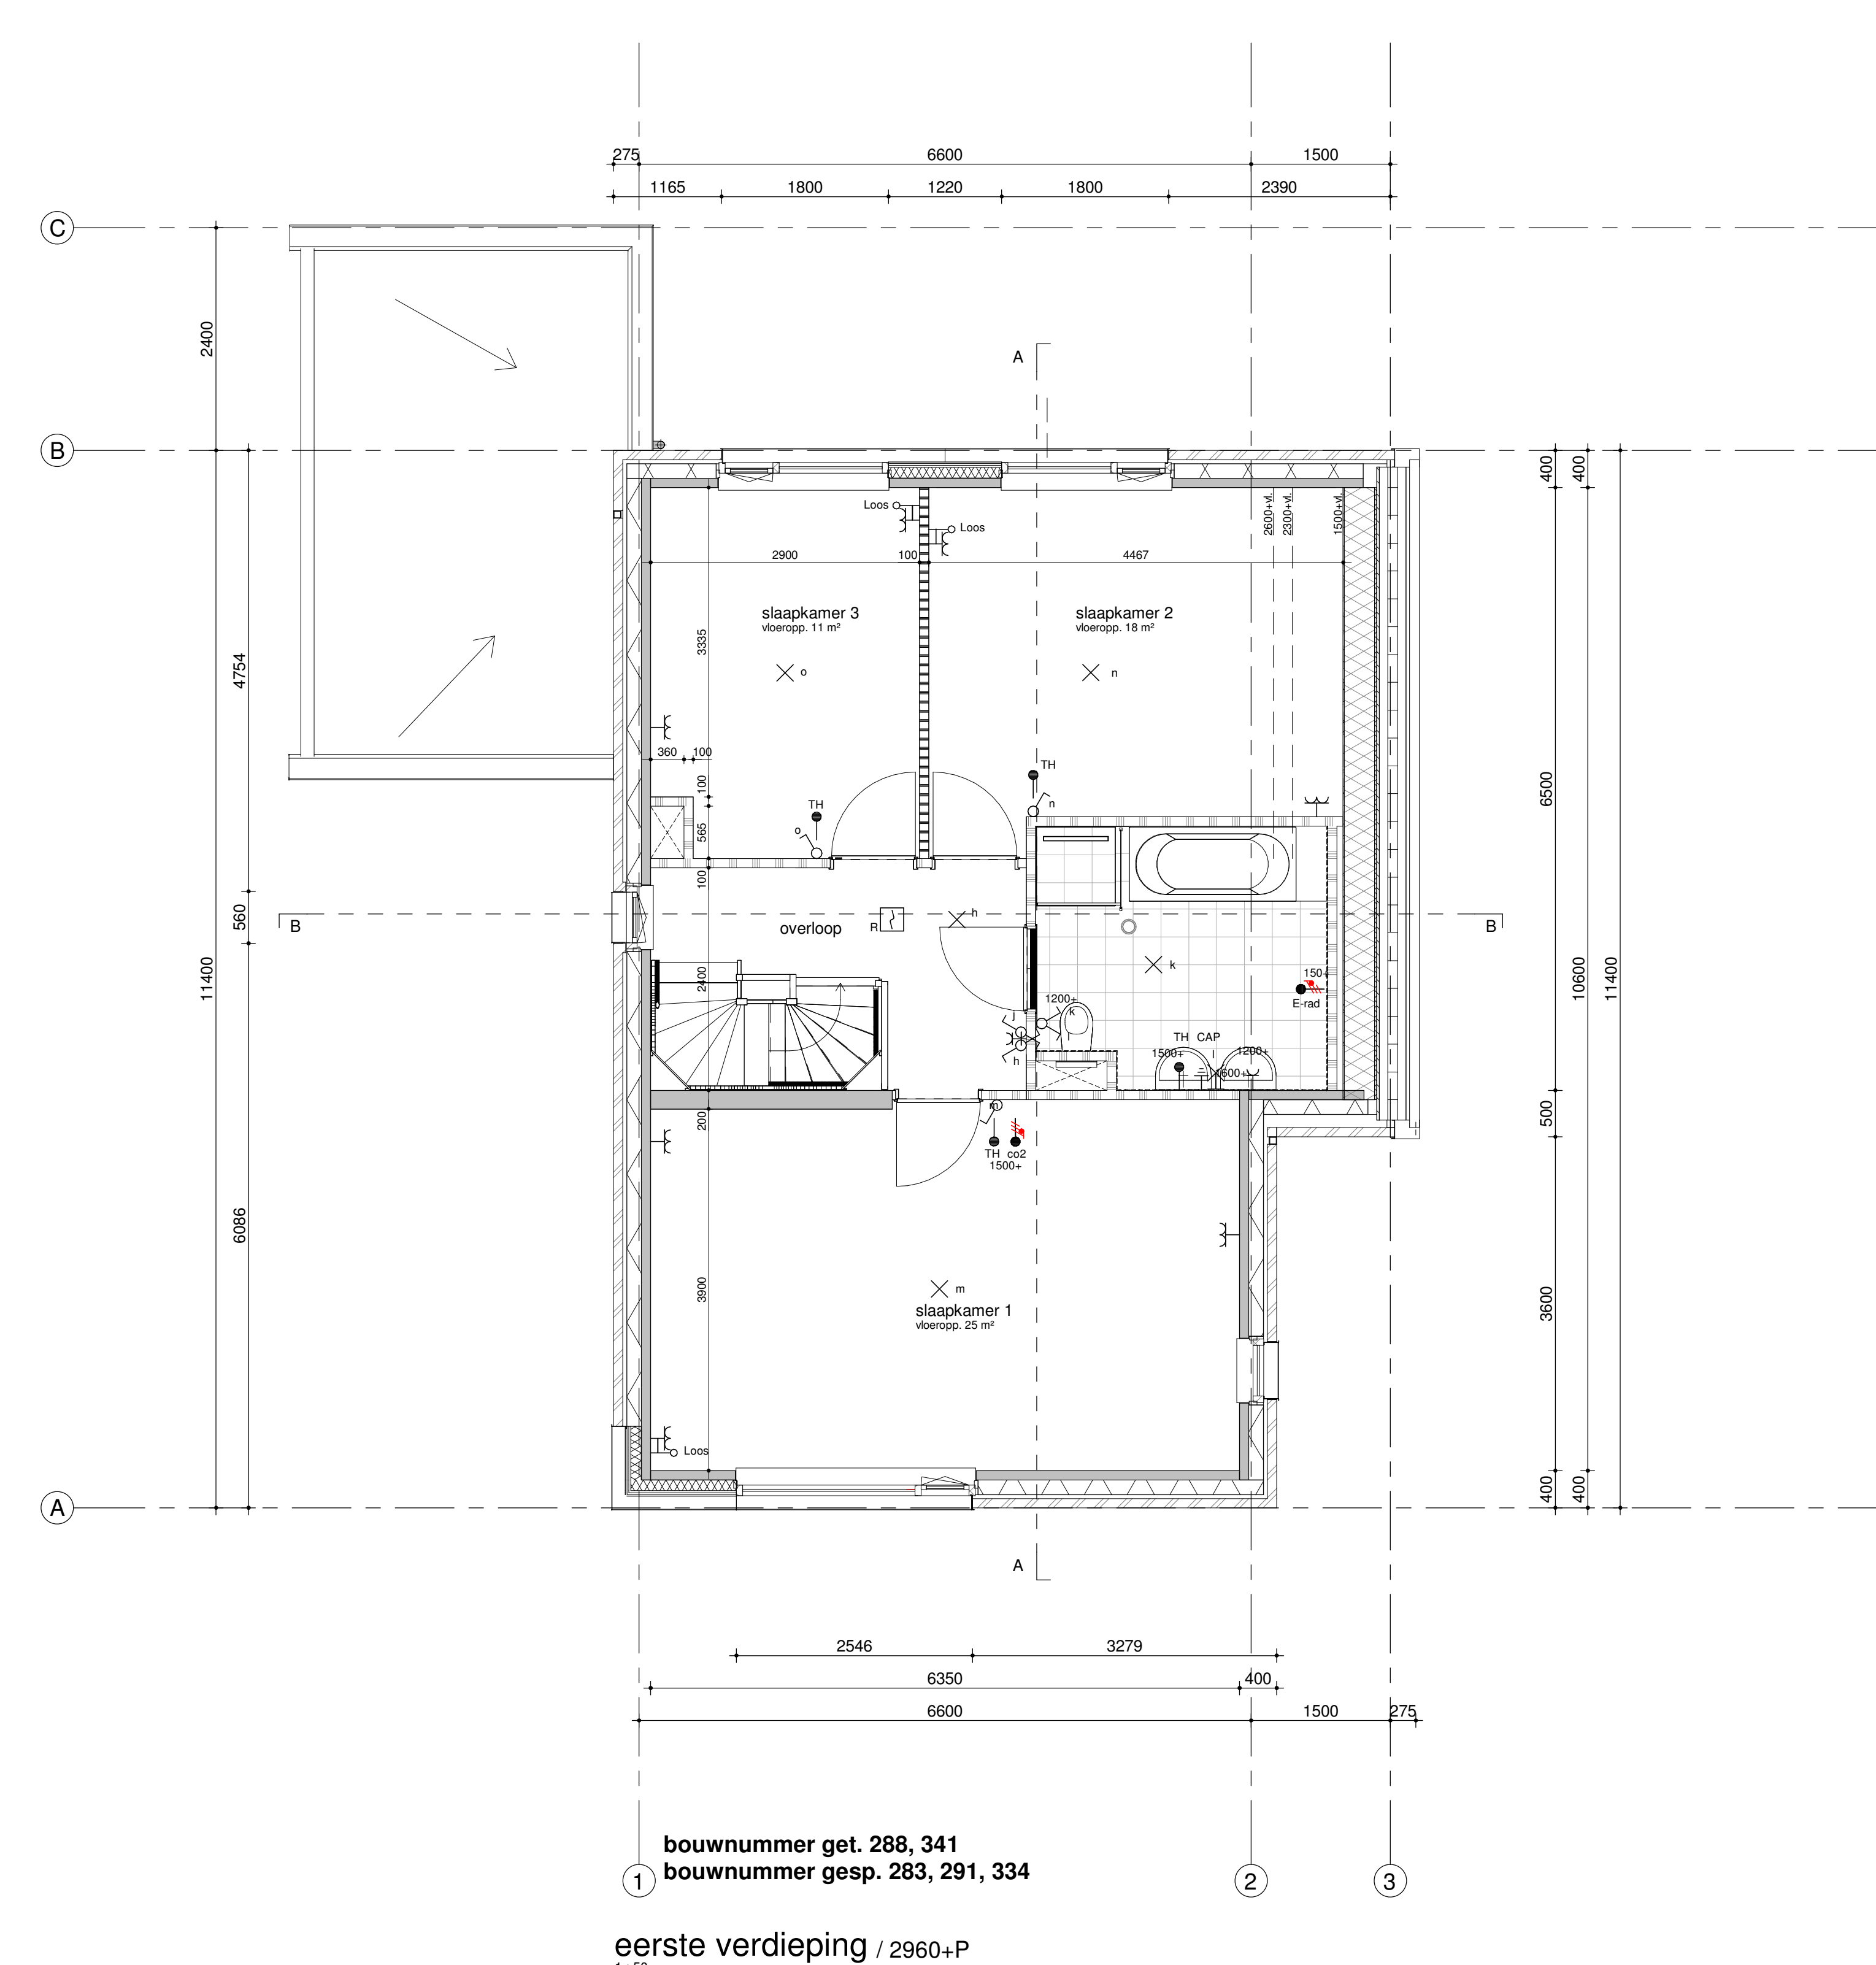 275 6600 1500
1165 1800 1220 1800 2390
C
2400
A
B
400 400
Loos
Loos
2600+vl. 2300+vl. 1500+vl.
2900 100 4467
slaapkamer 3
vloeropp. 11 m²
slaapkamer 2
vloeropp. 18 m²
3335
4754
o
n
360 100
100
TH
n
6500
TH
o
565
100
560
B
overloop
R
h
B
11400
2400
k
150+
E-rad
10600
11400
1200+
k
j
h
TH CAP
1500+
1200+
1600+
m
200
500
TH co2
1500+
6086
3900
m
slaapkamer 1
vloeropp. 25 m²
3600
Loos
400 400
A
A
2546 3279
6350 400
6600 1500 275
bouwnummer get. 288, 341
bouwnummer gesp. 283, 291, 334
1 2 3
eerste verdieping / 2960+P